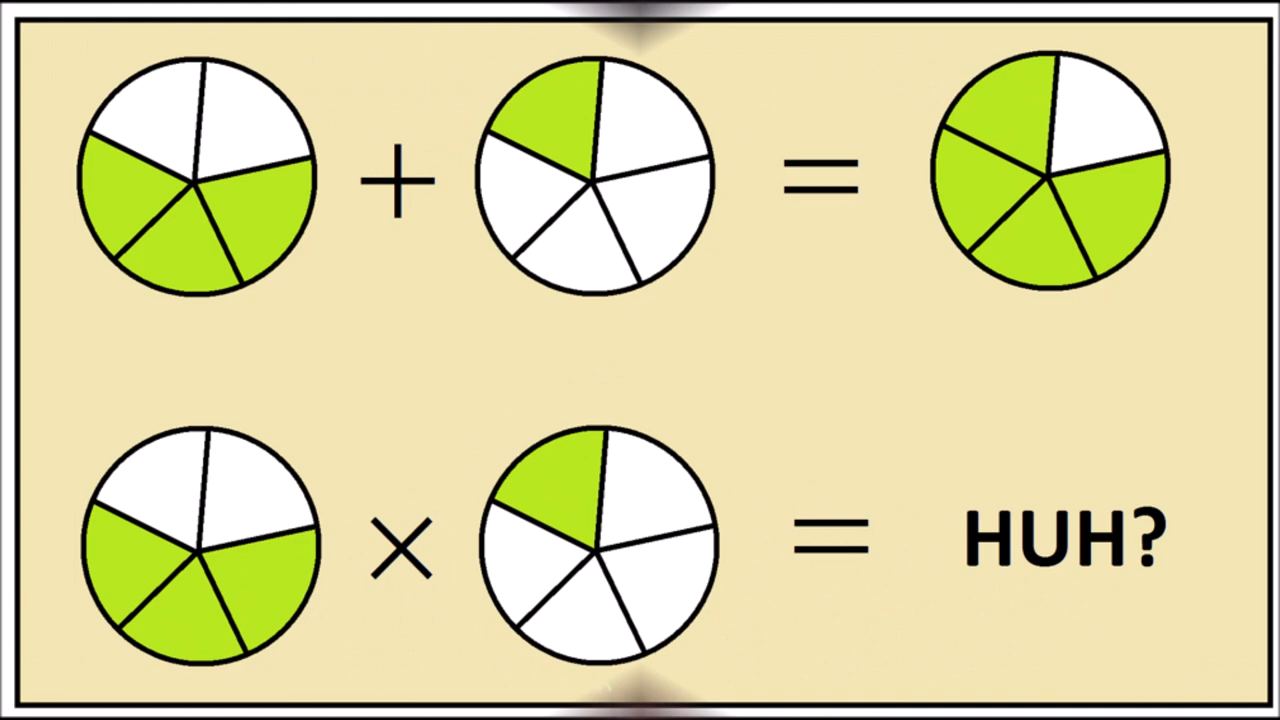 + =
× = HUH?